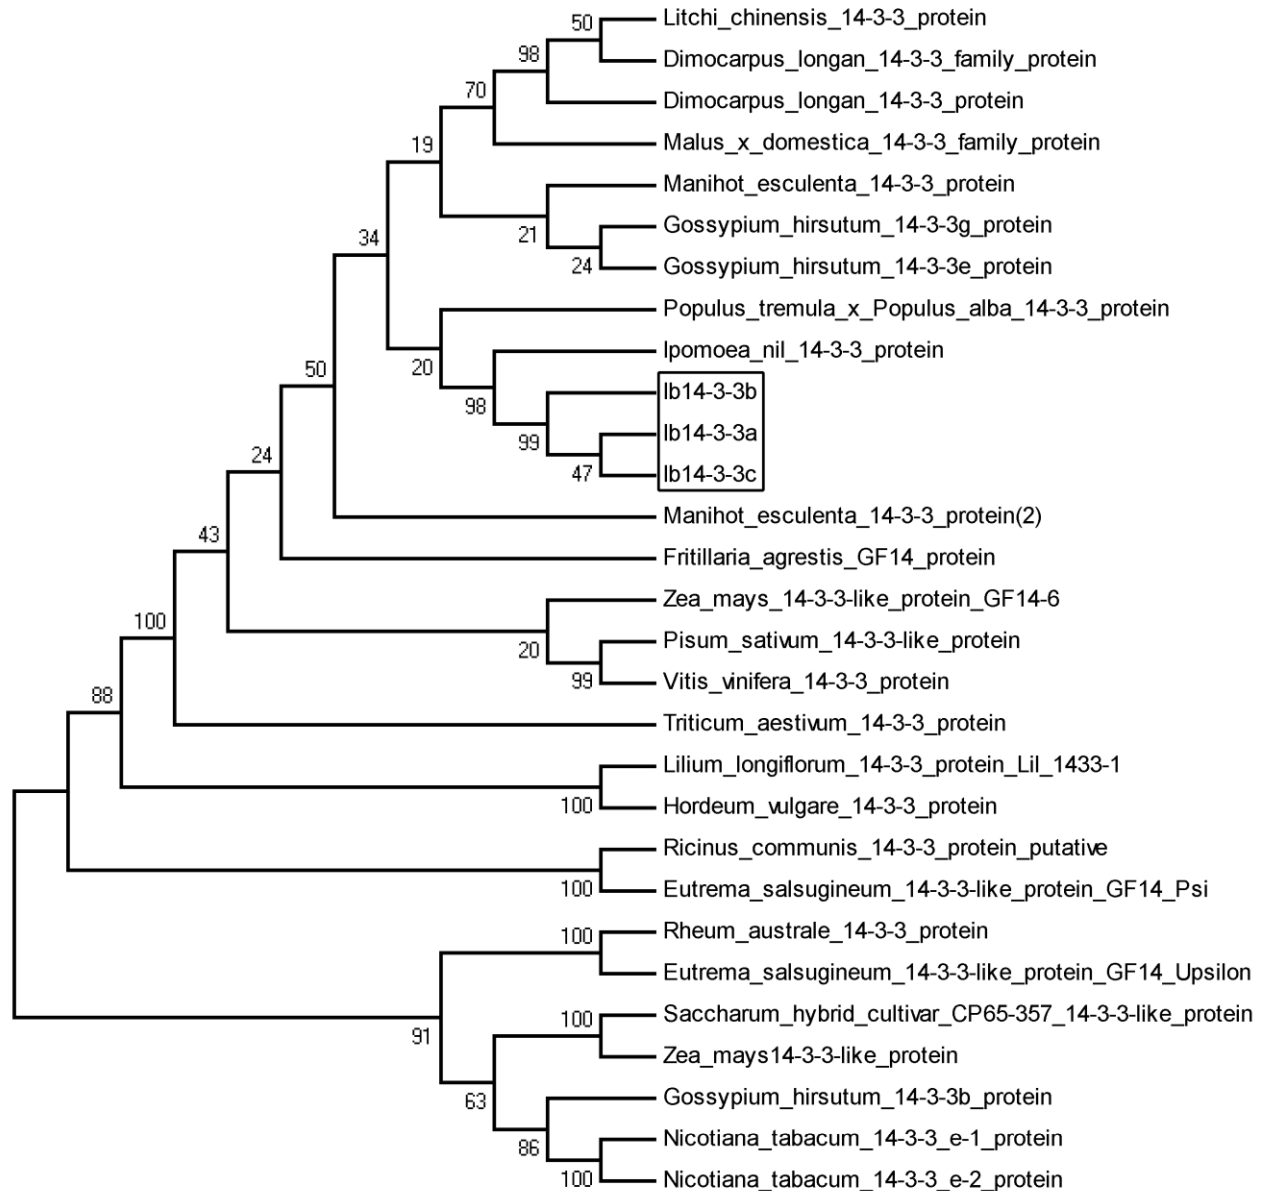 50
Litchi_chinensis_14-3-3_protein
98
Dimocarpus_longan_14-3-3_family_protein
70
Dimocarpus_longan_14-3-3_protein
19
Malus_x_domestica_14-3-3_family_protein
Manihot_esculenta_14-3-3_protein
21
Gossypium_hirsutum_14-3-3g_protein
34
24
Gossypium_hirsutum_14-3-3e_protein
Populus_tremula_x_Populus_alba_14-3-3_protein
Ipomoea_nil_14-3-3_protein
50
20
Ib14-3-3b
98
Ib14-3-3a
99
24
47
Ib14-3-3c
Manihot_esculenta_14-3-3_protein(2)
43
Fritillaria_agrestis_GF14_protein
Zea_mays_14-3-3-like_protein_GF14-6
100
20
Pisum_sativum_14-3-3-like_protein
99
Vitis_vinifera_14-3-3_protein
88
Triticum_aestivum_14-3-3_protein
Lilium_longiflorum_14-3-3_protein_Lil_1433-1
100
Hordeum_vulgare_14-3-3_protein
Ricinus_communis_14-3-3_protein_putative
100
Eutrema_salsugineum_14-3-3-like_protein_GF14_Psi
100
Rheum_australe_14-3-3_protein
Eutrema_salsugineum_14-3-3-like_protein_GF14_Upsilon
100
Saccharum_hybrid_cultivar_CP65-357_14-3-3-like_protein
91
Zea_mays14-3-3-like_protein
63
Gossypium_hirsutum_14-3-3b_protein
86
Nicotiana_tabacum_14-3-3_e-1_protein
100
Nicotiana_tabacum_14-3-3_e-2_protein